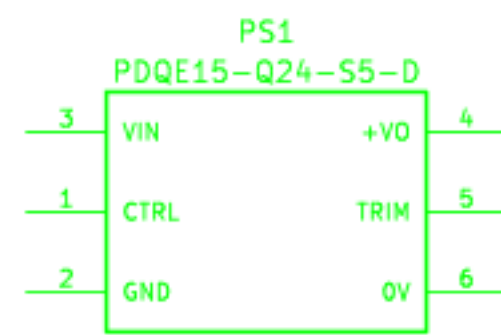 PS1
PDQE15-Q24-S5-D
3 VIN +VO 4
1 CTRL TRIM 5
2 GND 0V 6